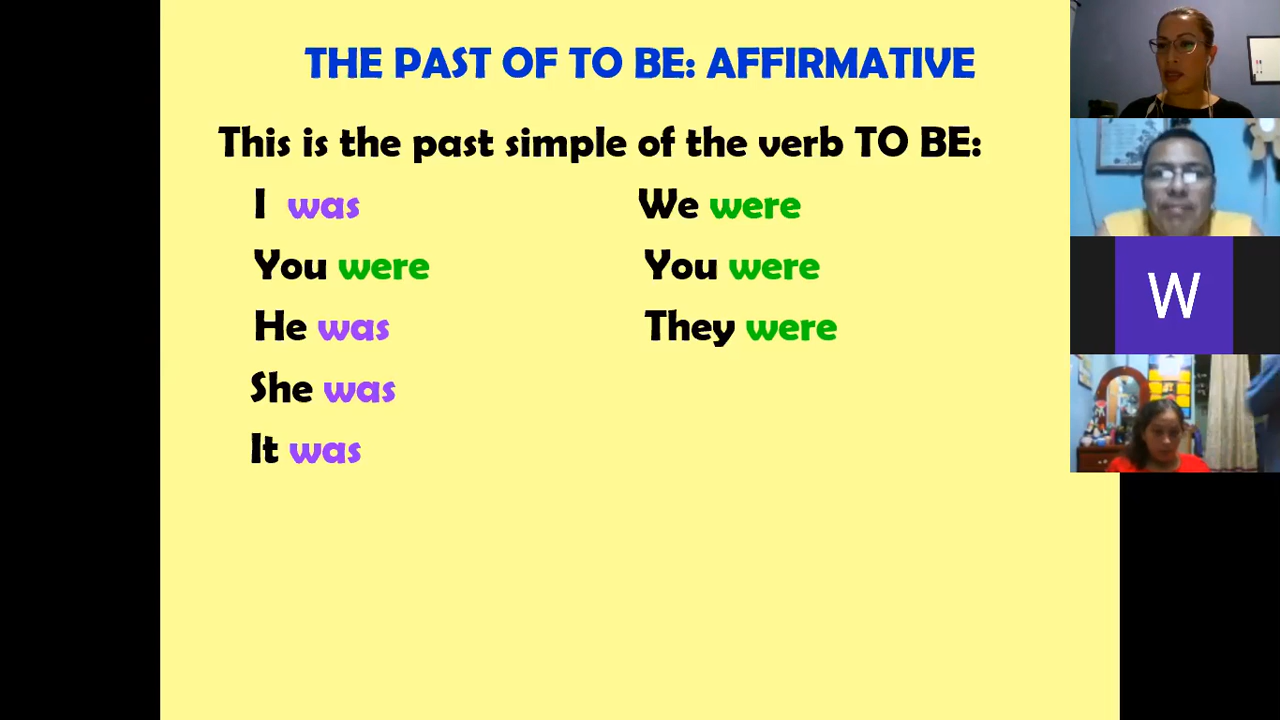 THE PAST OF TO BE: AFFIRMATIVE
This is the past simple of the verb TO BE:
I was
You were
He was
She was
It was
We were
You were
They were
W